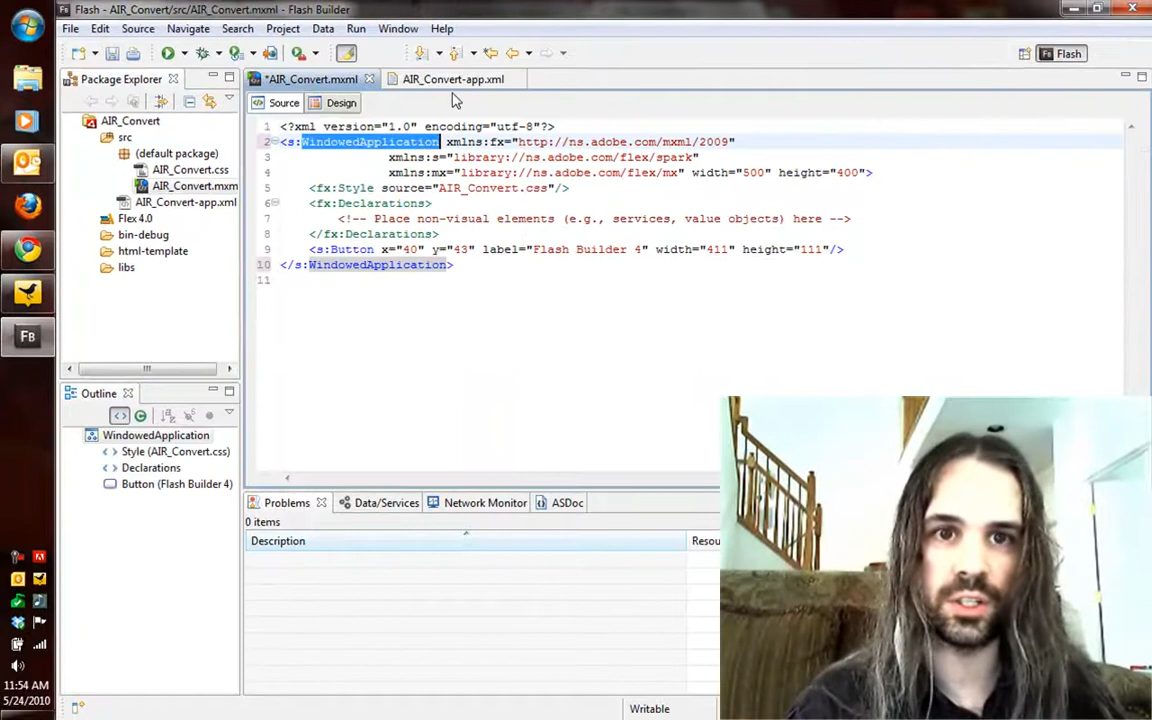 Flash - AIR_Convert/src/AIR_Convert.mxml - Flash Builder
File Edit Source Navigate Search Project Data Run Window Help
Flash
Package Explorer
*AIR_Convert.mxml
AIR_Convert-app.xml
Source Design
AIR_Convert
src
(default package)
AIR_Convert.css
AIR_Convert.mxm
AIR_Convert-app.xml
Flex 4.0
bin-debug
html-template
libs
1 <?xml version="1.0" encoding="utf-8"?>
2 <s:WindowedApplication xmlns:fx="http://ns.adobe.com/mxml/2009"
3 xmlns:s="library://ns.adobe.com/flex/spark"
4 xmlns:mx="library://ns.adobe.com/flex/mx" width="500" height="400">
5 <fx:Style source="AIR_Convert.css"/>
6 <fx:Declarations>
7 <!-- Place non-visual elements (e.g., services, value objects) here -->
8 </fx:Declarations>
9 <s:Button x="40" y="43" label="Flash Builder 4" width="411" height="111"/>
10 </s:WindowedApplication>
11
Outline
WindowedApplication
Style (AIR_Convert.css)
Declarations
Button (Flash Builder 4)
Problems Data/Services Network Monitor ASDoc
0 items
Description Resou
Writable
FB
11:54 AM
5/24/2010